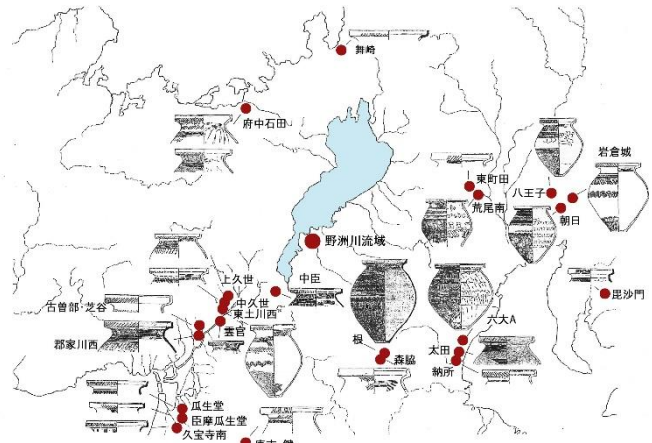 舞崎
府中石田
岩倉城
東町田
八王子
荒尾南
朝日
野洲川流域
上久世
中臣
毘沙門
中久世
古曽部・芝谷
東土川西
六大A
雲宮
根
郡家川西
太田
森脇
納所
瓜生堂
巨摩瓜生堂
久宝寺南